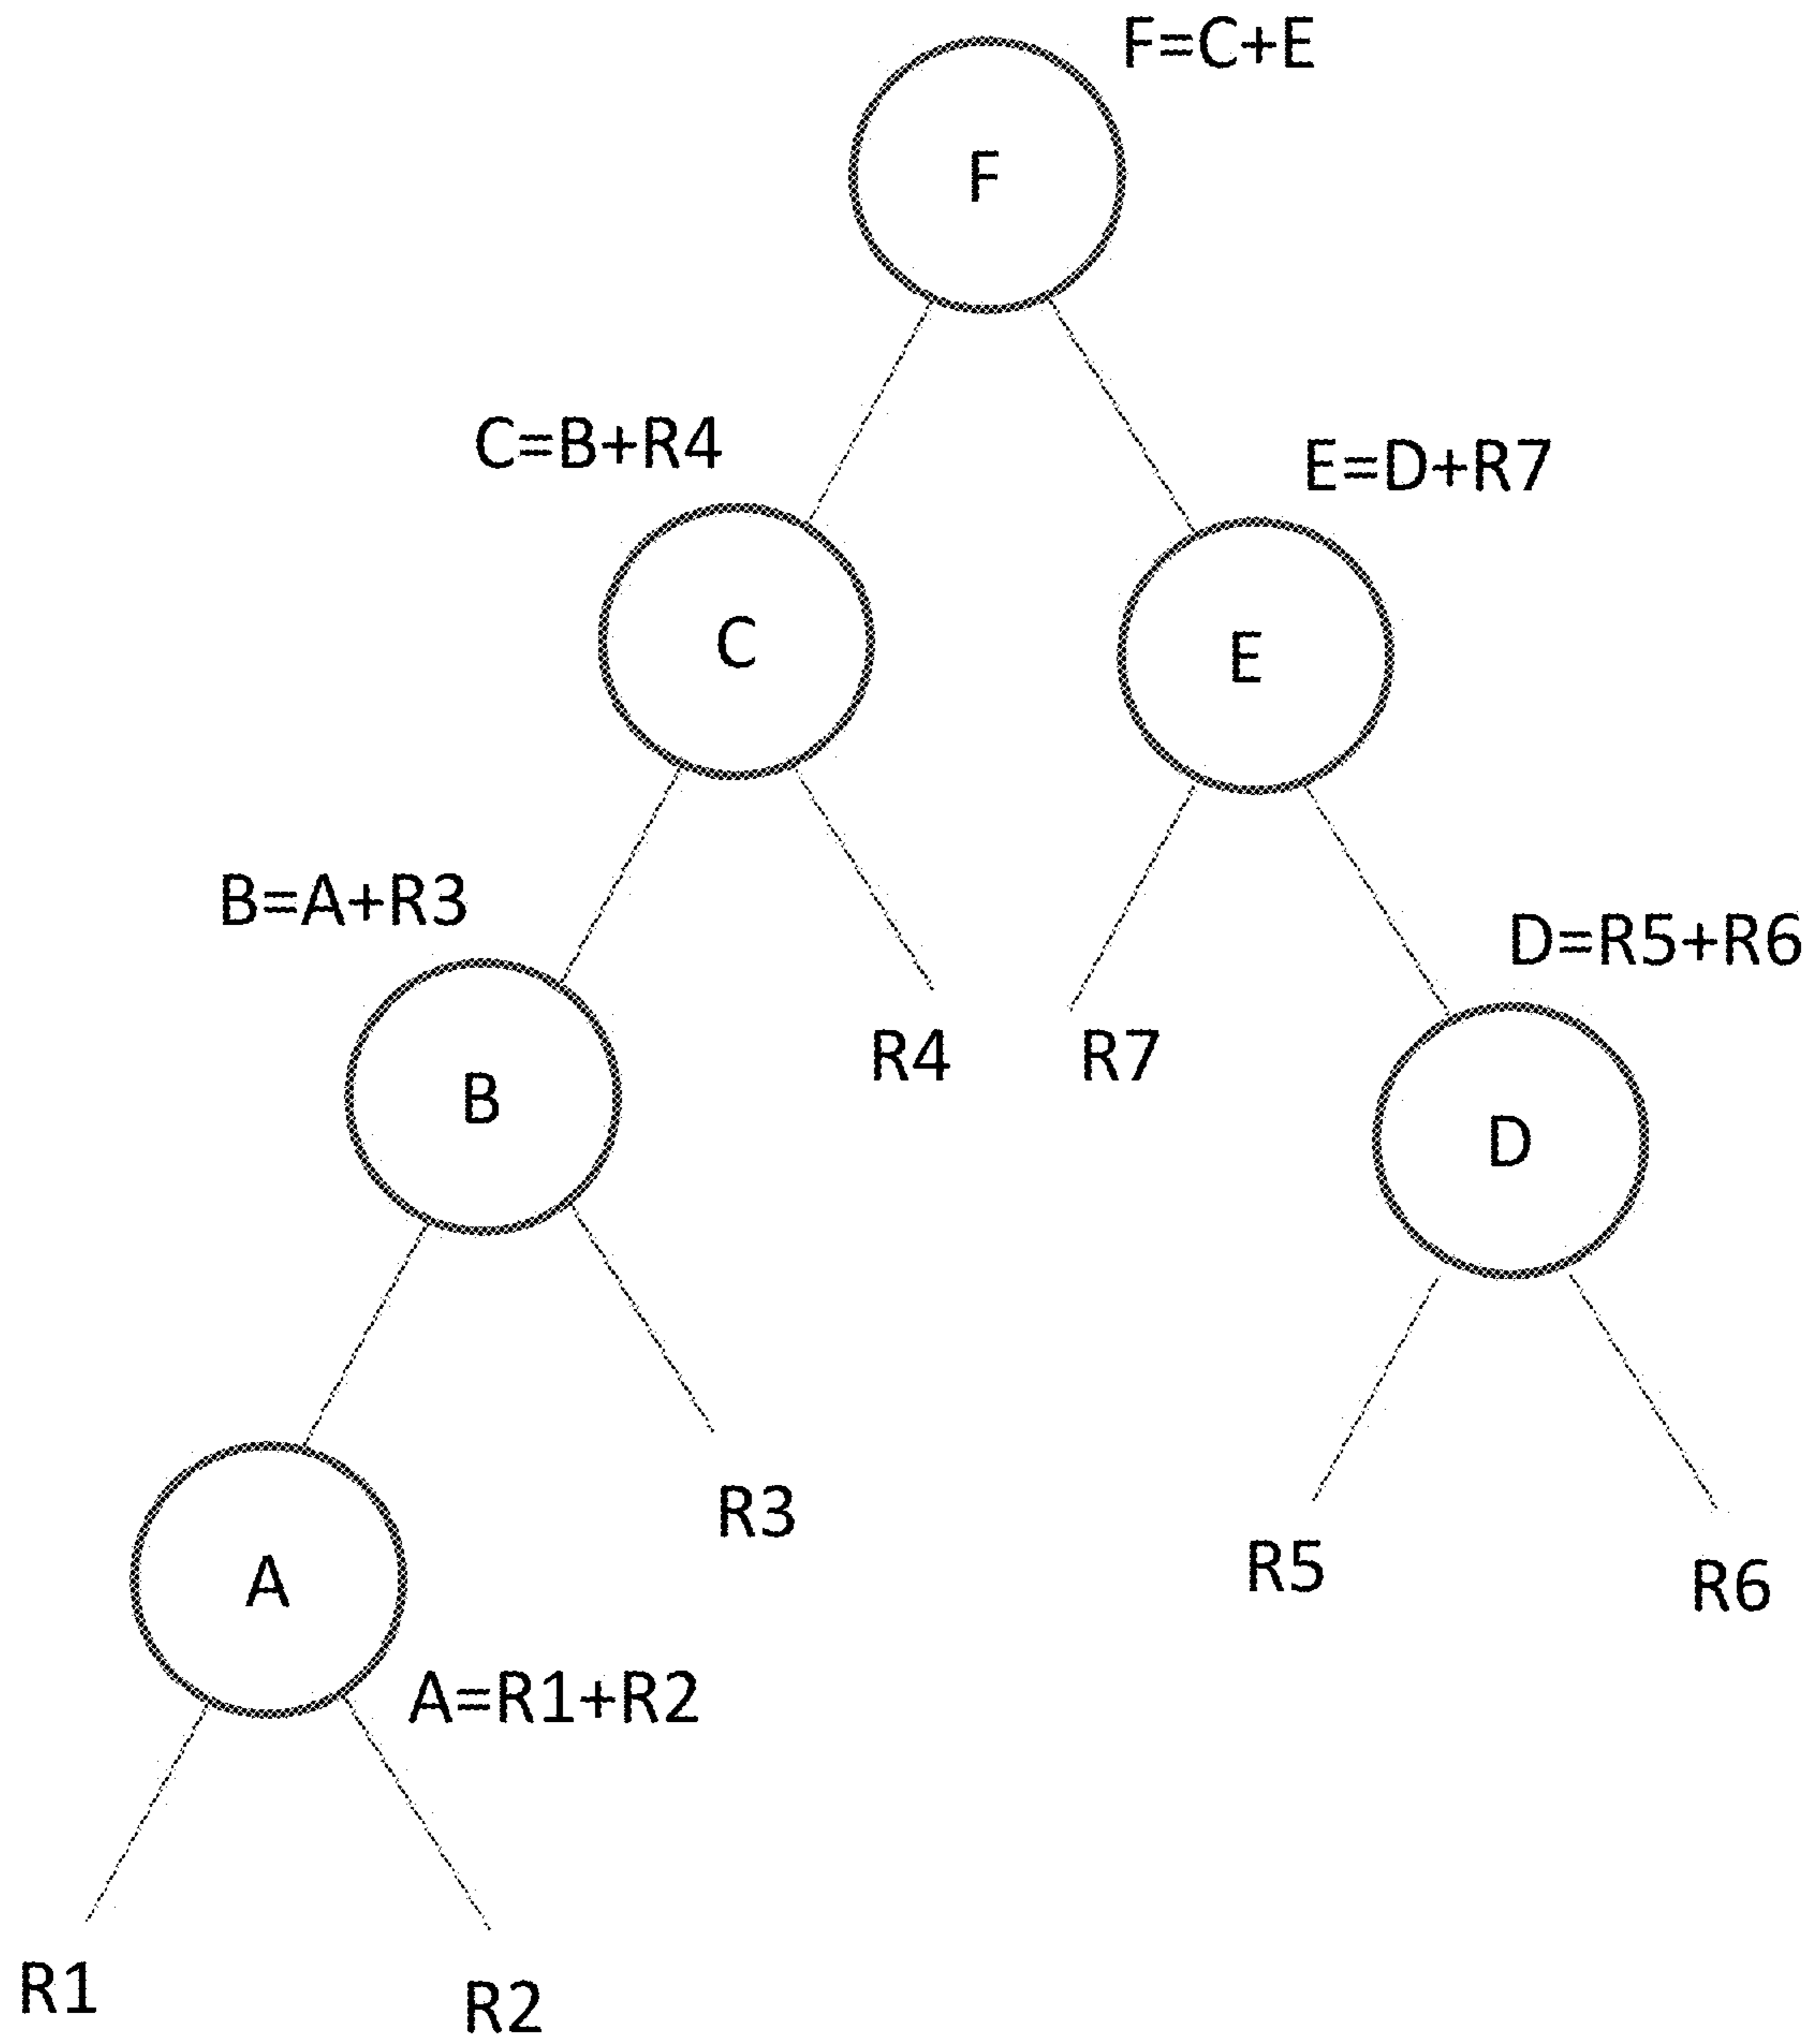 F=C+E
F
C=B+R4
E=D+R7
C
E
B=A+R3
D=R5+R6
R4
R7
B
D
R3
R5
R6
A
A=R1+R2
R1
R2